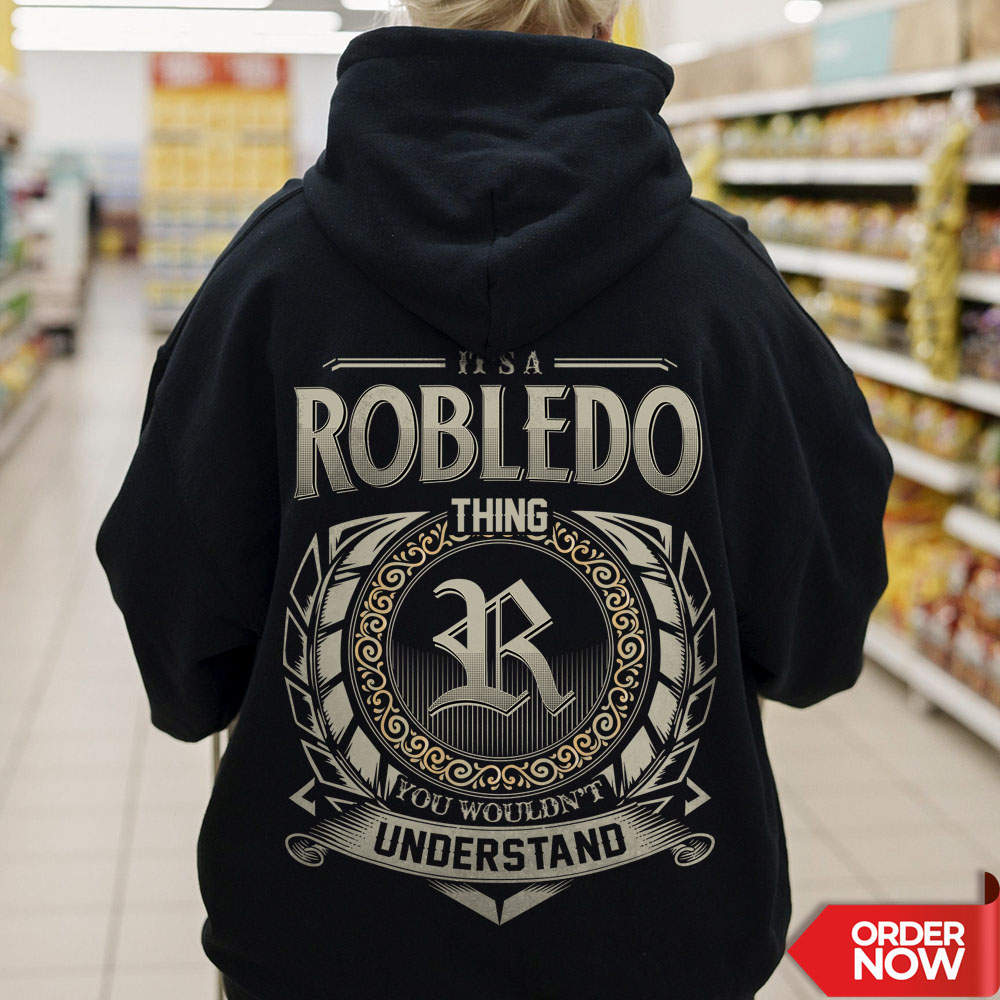 IT'S A
ROBLEDO
THING
R
YOU WOULDN'T
UNDERSTAND
ORDER
NOW